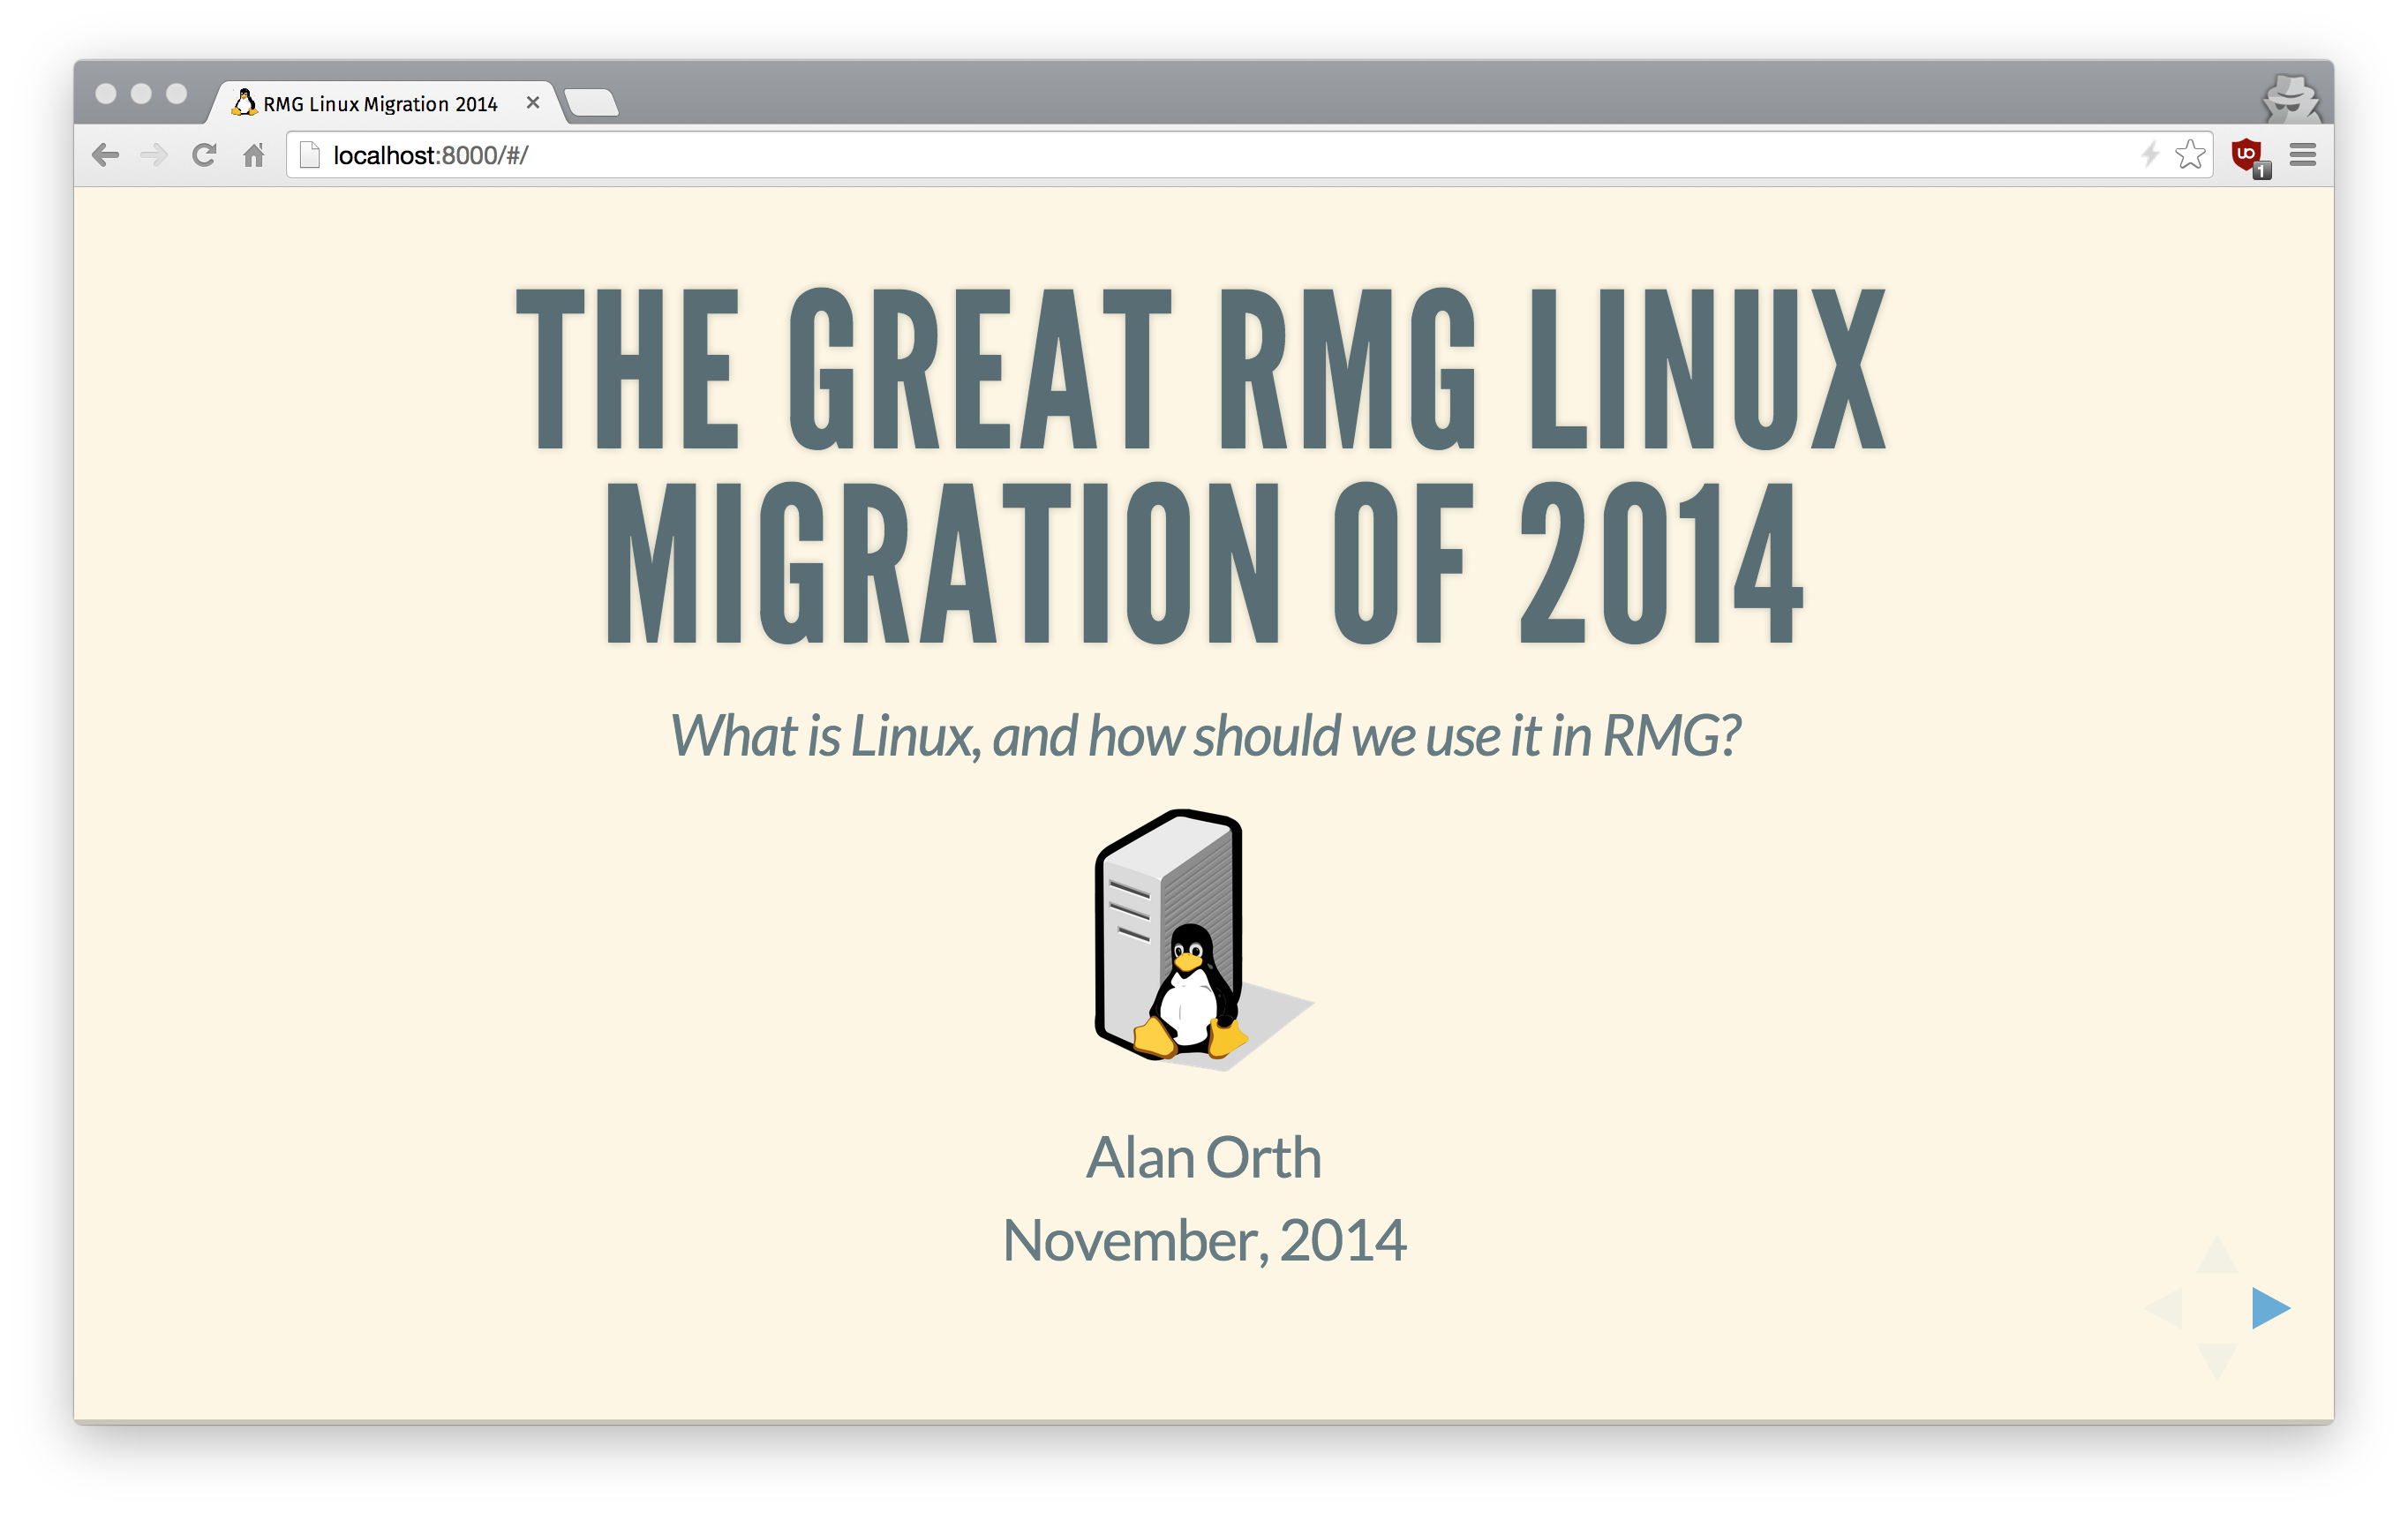 RMG Linux Migration 2014
localhost:8000/#/
1
THE GREAT RMG LINUX
MIGRATION OF 2014
What is Linux, and how should we use it in RMG?
Alan Orth
November, 2014